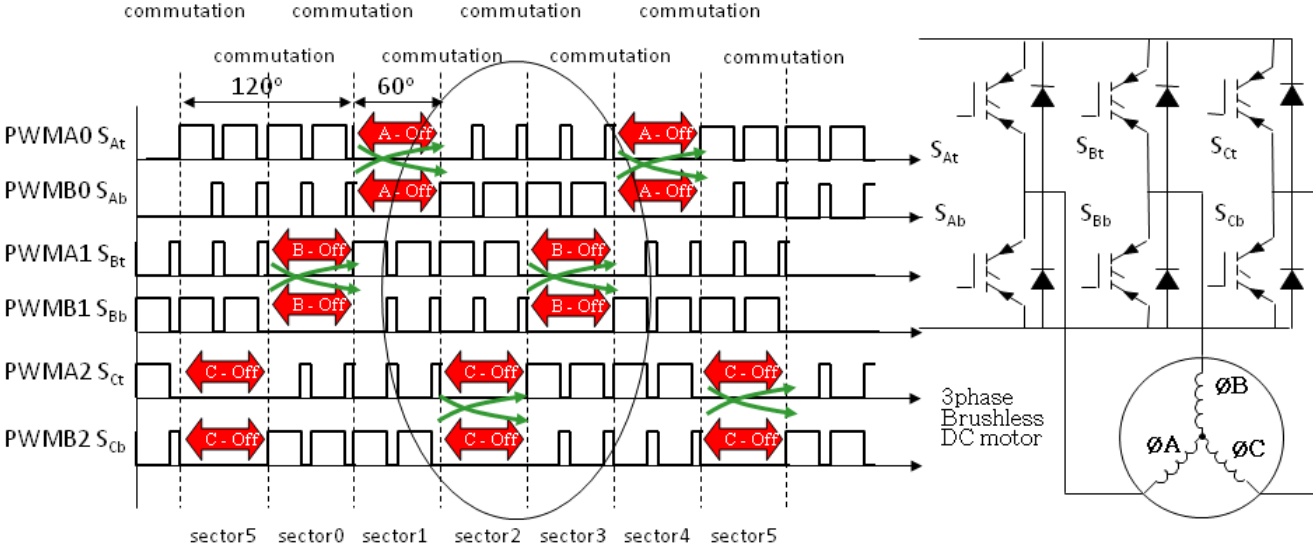 commutation commutation commutation commutation
commutation commutation commutation commutation
120° 60°
PWMA0 SAt A - Off A - Off
PWMB0 SAb A - Off A - Off
PWMA1 SBt B - Off B - Off
PWMB1 SBb B - Off B - Off
PWMA2 SCt C - Off C - Off C - Off
PWMB2 SCb C - Off C - Off C - Off
sector5 sector0 sector1 sector2 sector3 sector4 sector5
SAt SBt SCt
SAb SBb SCb
3phase
Brushless
DC motor
ØB
ØA ØC